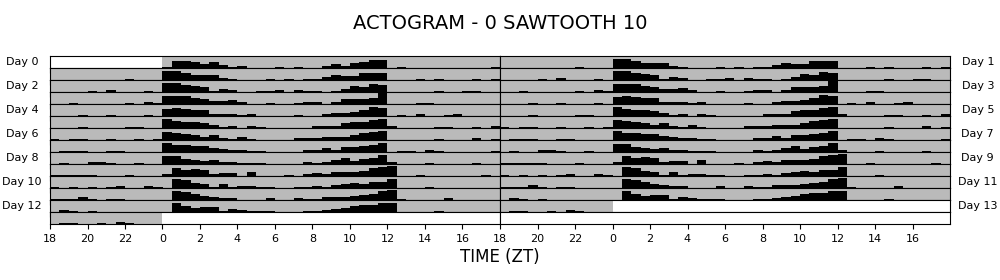 ACTOGRAM - 0 SAWTOOTH 10
Day 0 Day 1
Day 2 Day 3
Day 4 Day 5
Day 6 Day 7
Day 8 Day 9
Day 10 Day 11
Day 12 Day 13
18 20 22 0 2 4 6 8 10 12 14 16 18 20 22 0 2 4 6 8 10 12 14 16
TIME (ZT)